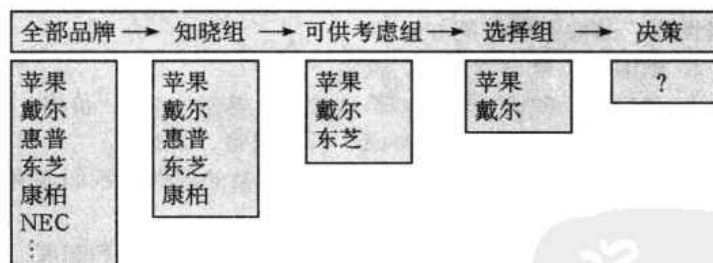 全部品牌 → 知晓组 → 可供考虑组 → 选择组 → 决策
苹果
戴尔
惠普
东芝
康柏
NEC
⋮
苹果
戴尔
惠普
东芝
康柏
苹果
戴尔
东芝
苹果
戴尔
?